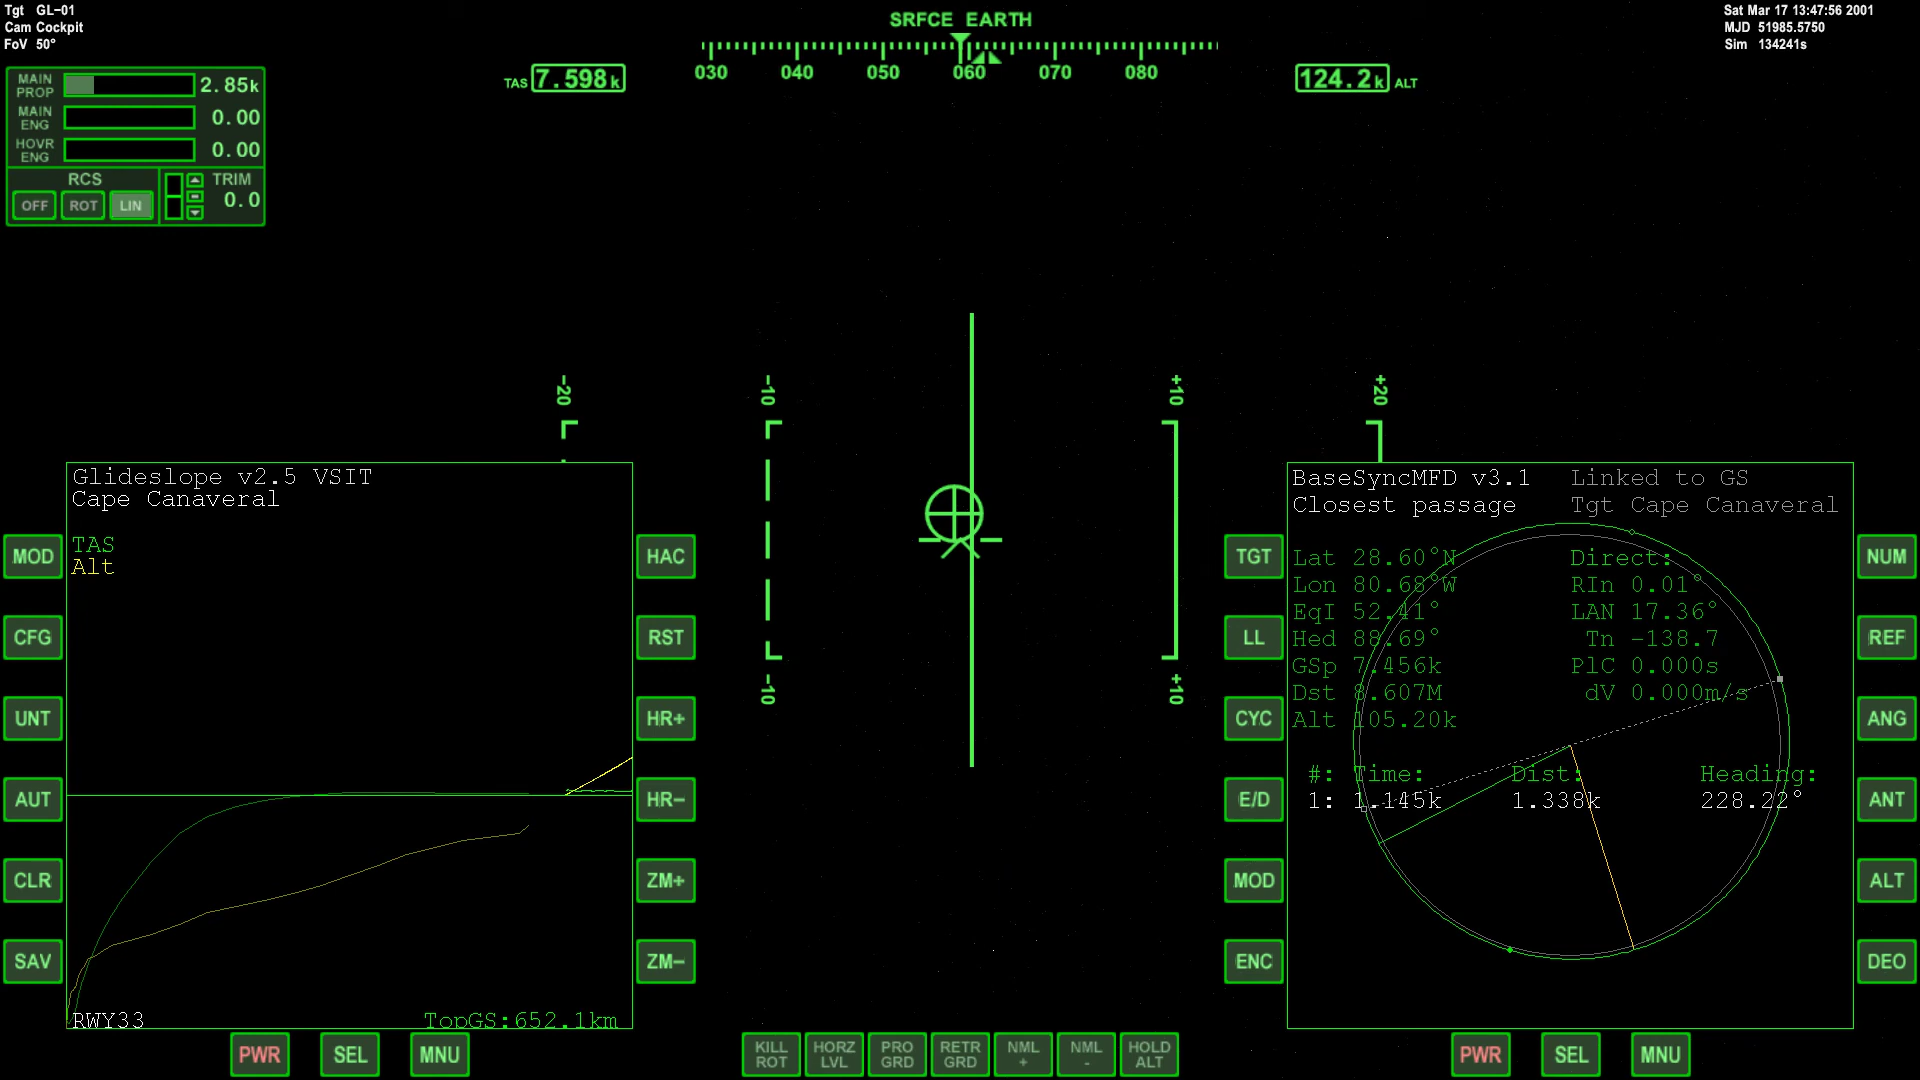 Tgt GL-01
Cam Cockpit
FoV 50°
SRFCE EARTH
Sat Mar 17 13:47:56 2001
MJD 51985.5750
Sim 134241s
030 040 050 060 070 080
TAS 7.598k
124.2k ALT
MAIN PROP 2.85k
MAIN ENG 0.00
HOVR ENG 0.00
RCS
OFF ROT LIN
TRIM
0.0
-20 -10 +10 +20
-10 +10
Glideslope v2.5 VSIT
Cape Canaveral
TAS
Alt
RWY33 TopGS:652.1km
MOD
CFG
UNT
AUT
CLR
SAV
HAC
RST
HR+
HR-
ZM+
ZM-
PWR SEL MNU
KILL ROT
HORZ LVL
PRO GRD
RETR GRD
NML +
NML -
HOLD ALT
BaseSyncMFD v3.1 Linked to GS
Closest passage Tgt Cape Canaveral
Lat 28.60°N Direct:
Lon 80.68°W RIn 0.01°
EqI 52.41° LAN 17.36°
Hed 88.69° Tn -138.7
GSp 7.456k PlC 0.000s
Dst 8.607M dV 0.000m/s
Alt 105.20k
#: Time: Dist: Heading:
1: 1.145k 1.338k 228.22°
TGT
LL
CYC
E/D
MOD
ENC
NUM
REF
ANG
ANT
ALT
DEO
PWR SEL MNU